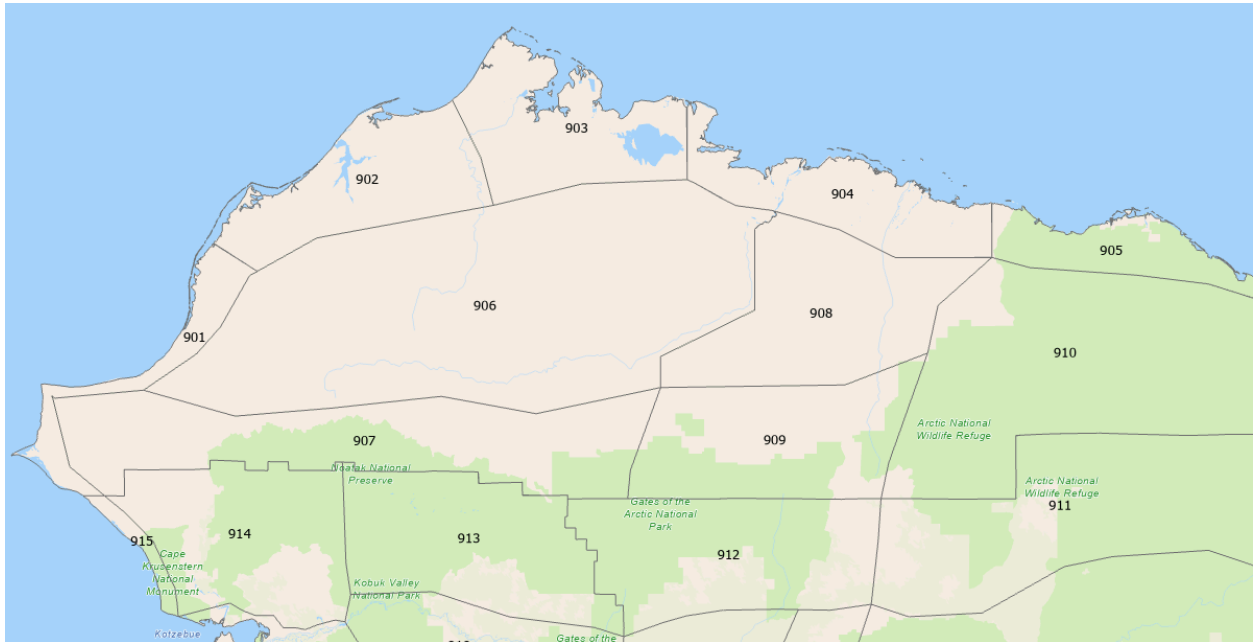 903
902
904
905
906
908
901
910
Arctic National
Wildlife Refuge
907
909
Noatak National
Preserve
Arctic National
Wildlife Refuge
911
Gates of the
Arctic National
Park
914
915
913
912
Cape
Krusenstern
National
Monument
Kobuk Valley
National Park
Kotzebue
Gates of the